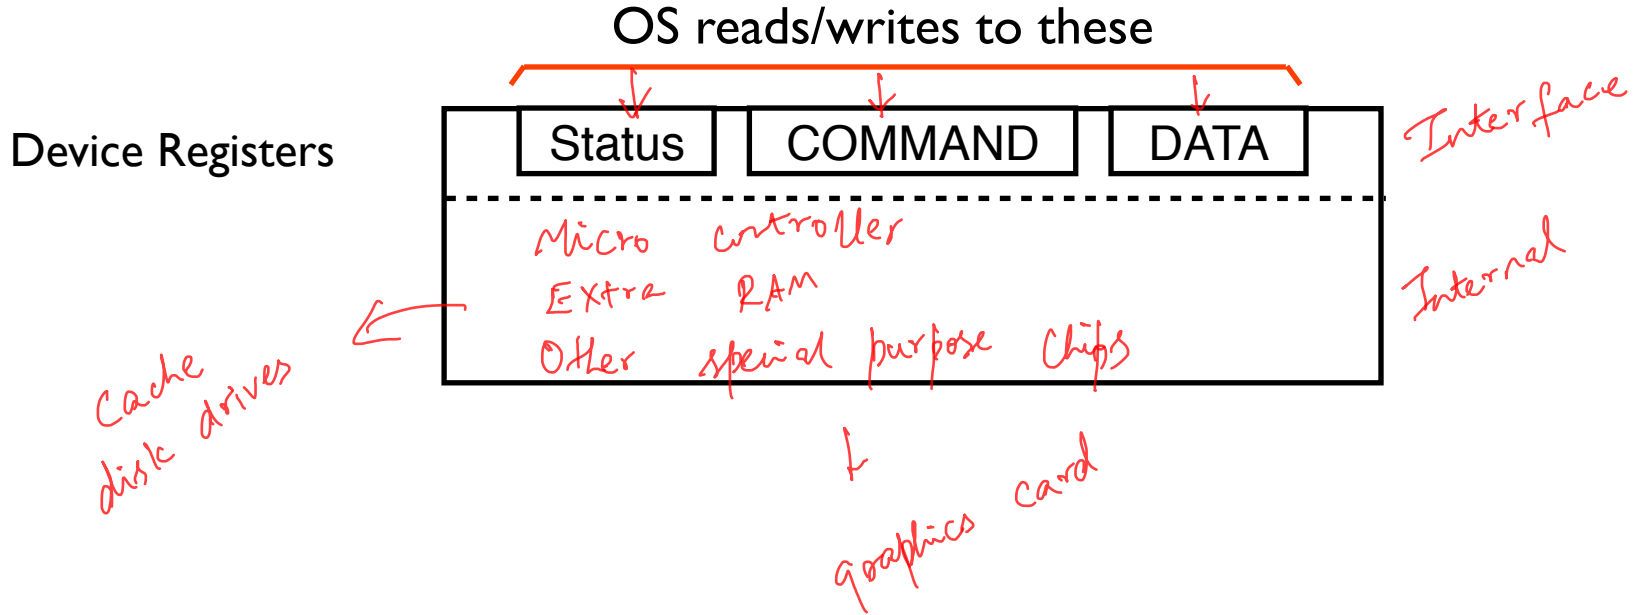 OS reads/writes to these
Device Registers
Status COMMAND DATA
Interface
Micro controller
Extra RAM
Other special purpose chips
Internal
Cache
disk drives
graphics card